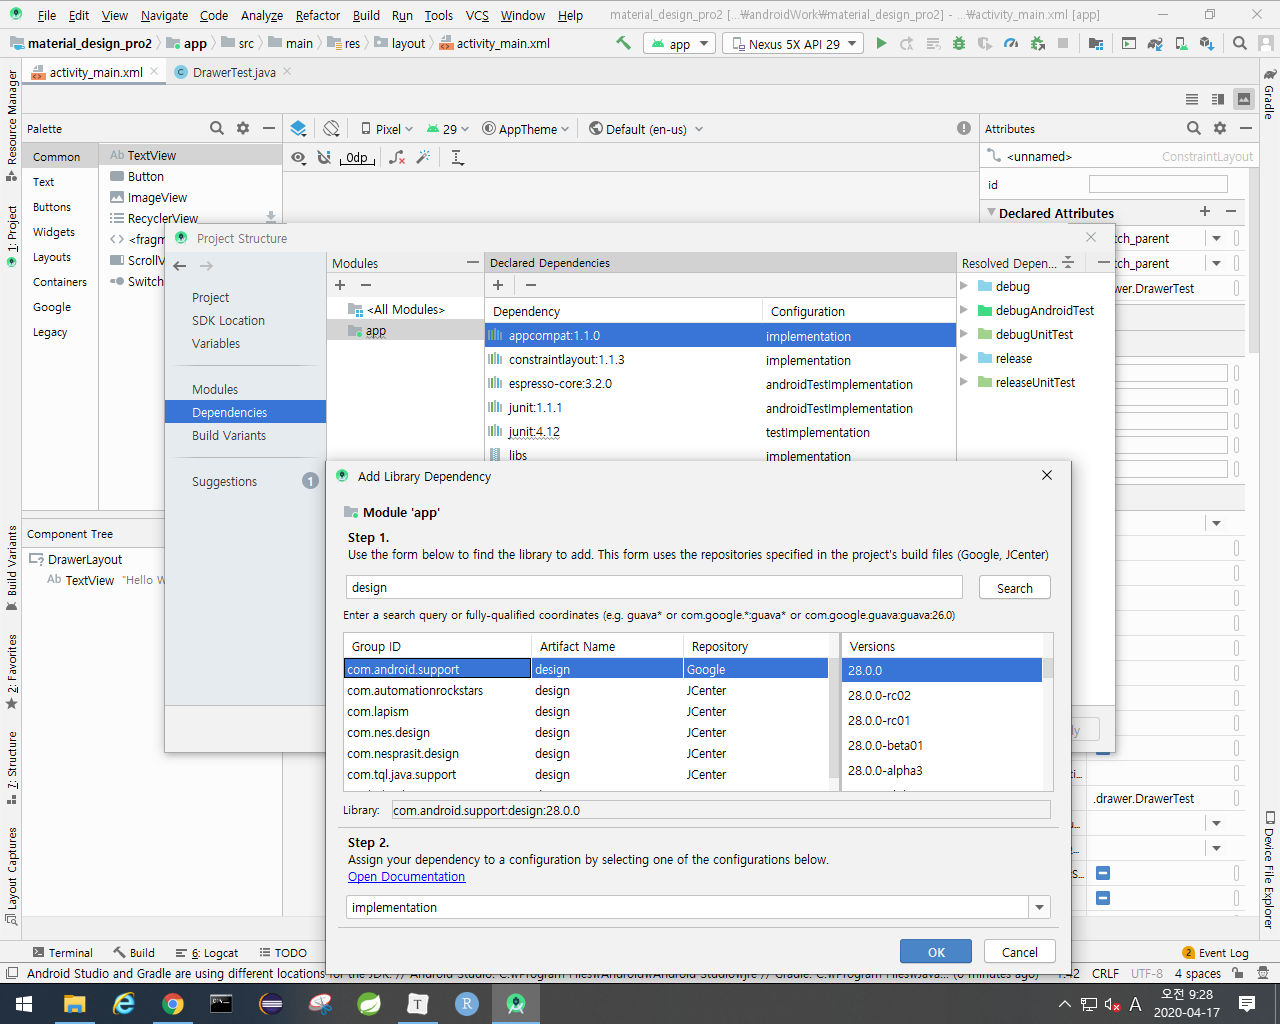 File Edit View Navigate Code Analyze Refactor Build Run Tools VCS Window Help material_design_pro2 [...₩androidWork₩material_design_pro2] - ...₩activity_main.xml [app]
material_design_pro2 app src main res layout activity_main.xml app Nexus 5X API 29
activity_main.xml DrawerTest.java
Resource Manager
1: Project
Build Variants
2: Favorites
7: Structure
Layout Captures
Gradle
Device File Explorer
Palette
Common
Text
Buttons
Widgets
Layouts
Containers
Google
Legacy
Ab TextView
Button
ImageView
RecyclerView
<fragm
ScrollV
Switch
Pixel 29 AppTheme Default (en-us)
0dp
Attributes
<unnamed> ConstraintLayout
id
Declared Attributes
tch_parent
tch_parent
wer.DrawerTest
Component Tree
DrawerLayout
Ab TextView "Hello W
Project Structure
Project
SDK Location
Variables
Modules
Dependencies
Build Variants
Suggestions 1
Modules
<All Modules>
app
Declared Dependencies
Dependency Configuration
appcompat:1.1.0 implementation
constraintlayout:1.1.3 implementation
espresso-core:3.2.0 androidTestImplementation
junit:1.1.1 androidTestImplementation
junit:4.12 testImplementation
libs implementation
Resolved Depen...
debug
debugAndroidTest
debugUnitTest
release
releaseUnitTest
Add Library Dependency
Module 'app'
Step 1.
Use the form below to find the library to add. This form uses the repositories specified in the project's build files (Google, JCenter)
design Search
Enter a search query or fully-qualified coordinates (e.g. guava* or com.google.*:guava* or com.google.guava:guava:26.0)
Group ID Artifact Name Repository Versions
com.android.support design Google
com.automationrockstars design JCenter
com.lapism design JCenter
com.nes.design design JCenter
com.nesprasit.design design JCenter
com.tql.java.support design JCenter
28.0.0
28.0.0-rc02
28.0.0-rc01
28.0.0-beta01
28.0.0-alpha3
Library: com.android.support:design:28.0.0
Step 2.
Assign your dependency to a configuration by selecting one of the configurations below.
Open Documentation
implementation
OK Cancel
.drawer.DrawerTest
Terminal Build 6: Logcat TODO 2 Event Log
Android Studio and Gradle are using different locations for the JDK. // Android Studio: C:₩Program Files₩Android₩Android Studio₩jre // Gradle: C:₩Program Files₩Java... (6 minutes ago) 1:42 CRLF UTF-8 4 spaces
A 오전 9:28
2020-04-17